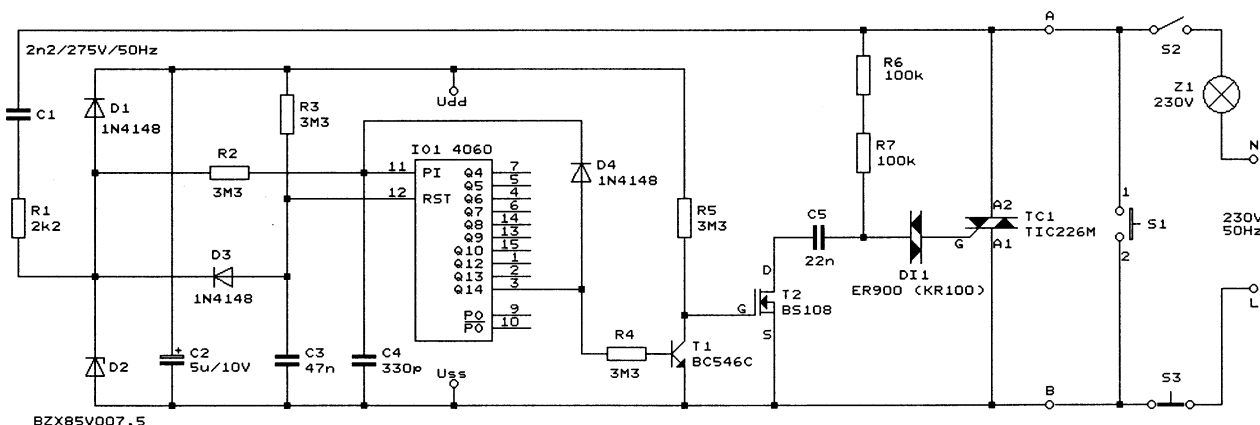 2n2/275V/50Hz
C1
R1
2k2
D1
1N4148
R2
3M3
D3
1N4148
D2
BZX85V007.5
C2
+
5u/10V
R3
3M3
C3
47n
C4
330p
Udd
Uss
IO1 4060
11
PI
12
RST
Q4
7
Q5
5
Q6
4
Q7
6
Q8
14
Q9
13
Q10
15
Q12
1
Q13
2
Q14
3
PO
9
PO
10
D4
1N4148
R4
3M3
R5
3M3
T1
BC546C
G
D
S
T2
BS108
C5
22n
R6
100k
R7
100k
DI1
ER900 (KR100)
A2
G
A1
TC1
TIC226M
A
B
1
2
S1
S2
Z1
230V
N
230V
50Hz
L
S3